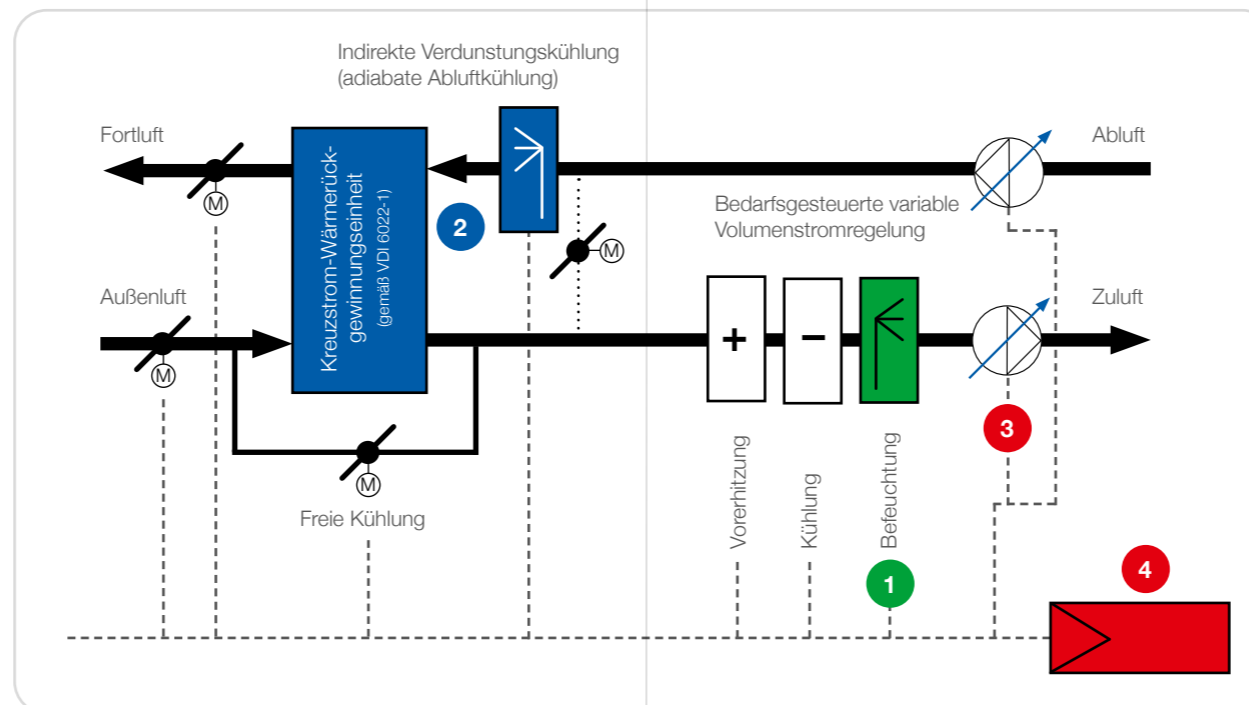 Indirekte Verdunstungskühlung
(adiabate Abluftkühlung)
Fortluft
Abluft
M
Kreuzstrom-Wärmerück-
gewinnungseinheit
(gemäß VDI 6022-1)
2
M
Bedarfsgesteuerte variable
Volumenstromregelung
Außenluft
Zuluft
M
+
−
3
M
Freie Kühlung
Vorerhitzung
Kühlung
Befeuchtung
1
4